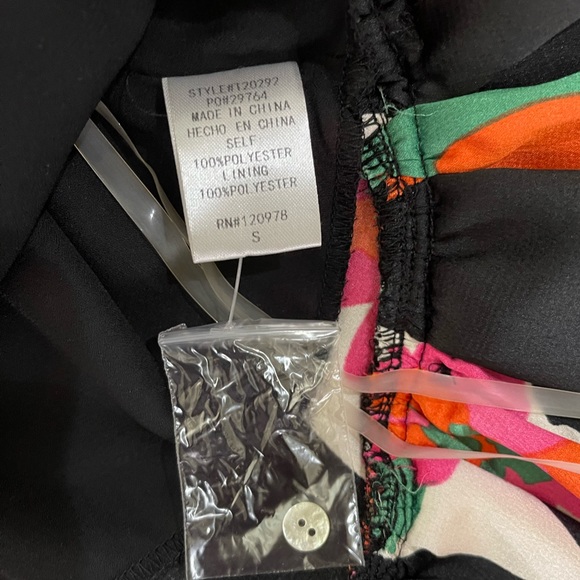 STYLE#120292
PO#29764
MADE IN CHINA
HECHO EN CHINA
SELF
100%POLYESTER
LINING
100%POLYESTER
RN#120978
S